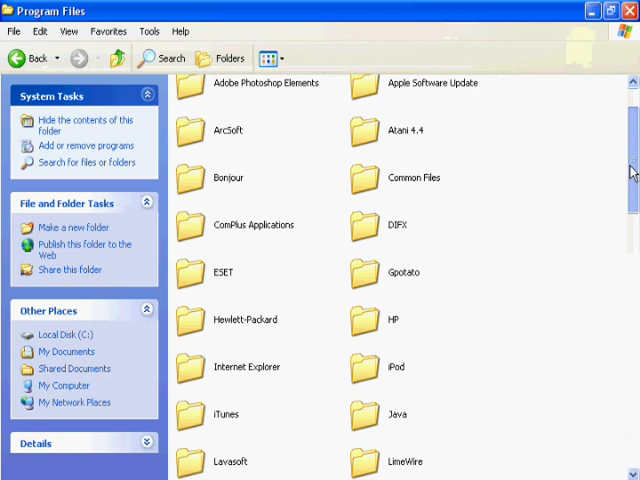 Program Files
File Edit View Favorites Tools Help
Back Search Folders
System Tasks
Hide the contents of this
folder
Add or remove programs
Search for files or folders
File and Folder Tasks
Make a new folder
Publish this folder to the
Web
Share this folder
Other Places
Local Disk (C:)
My Documents
Shared Documents
My Computer
My Network Places
Details
Adobe Photoshop Elements Apple Software Update
ArcSoft Atani 4.4
Bonjour Common Files
ComPlus Applications DIFX
ESET Gpotato
Hewlett-Packard HP
Internet Explorer iPod
iTunes Java
Lavasoft LimeWire